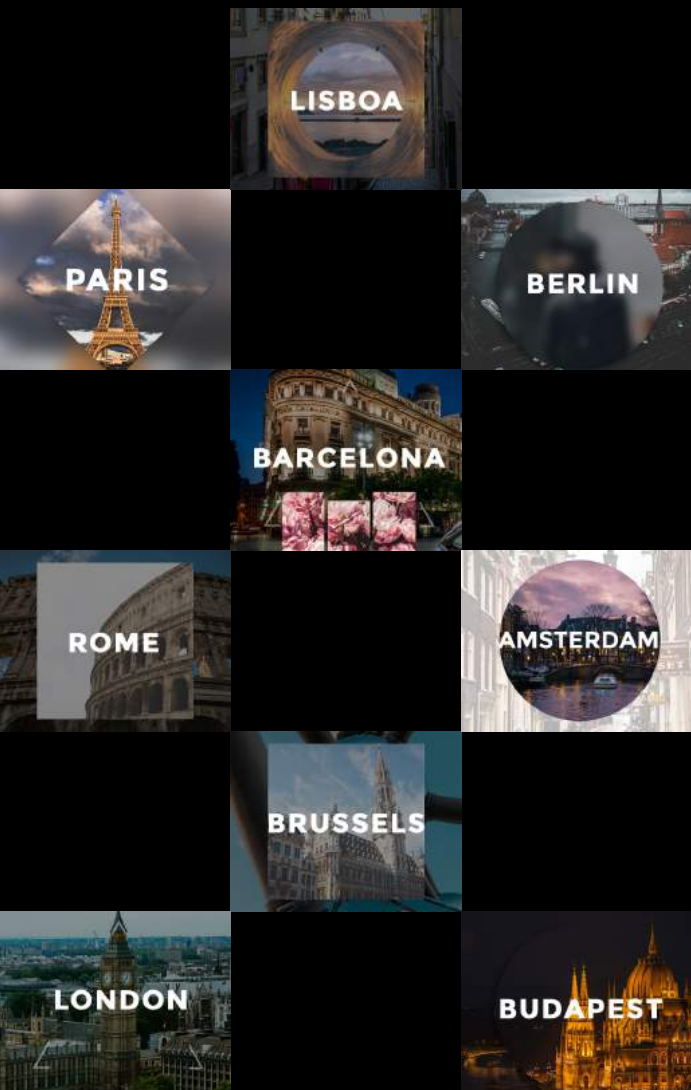 LISBOA
PARIS
BERLIN
BARCELONA
ROME
AMSTERDAM
BRUSSELS
LONDON
BUDAPEST